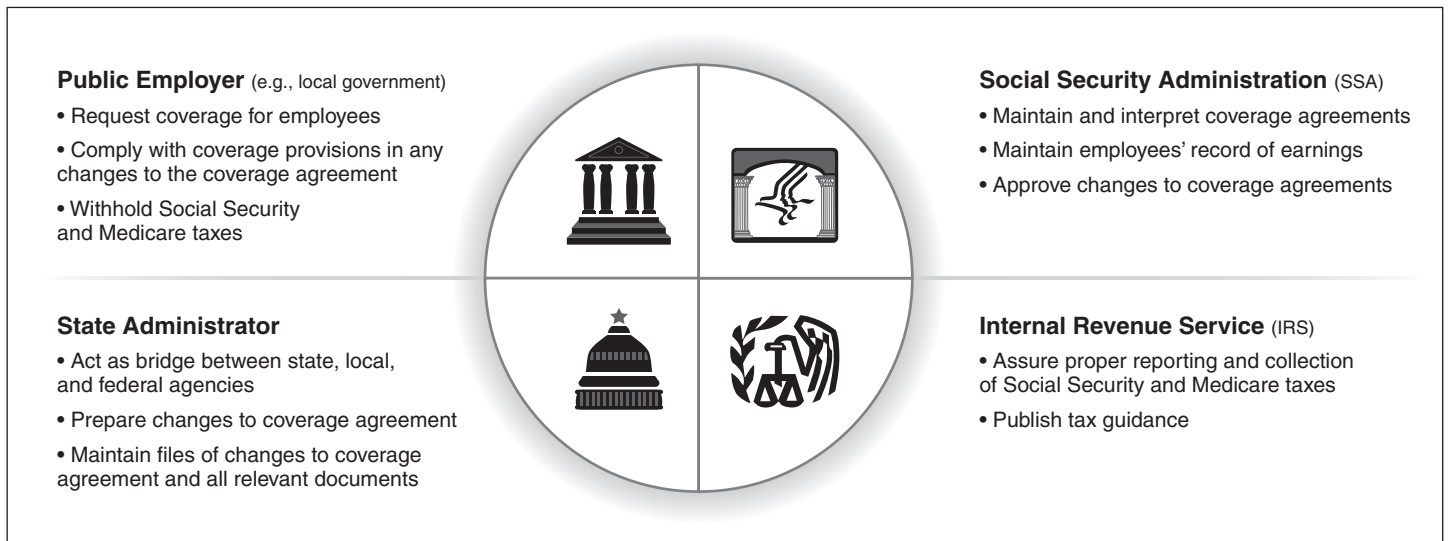 Public Employer (e.g., local government)
• Request coverage for employees
• Comply with coverage provisions in any
changes to the coverage agreement
• Withhold Social Security
and Medicare taxes
Social Security Administration (SSA)
• Maintain and interpret coverage agreements
• Maintain employees’ record of earnings
• Approve changes to coverage agreements
State Administrator
• Act as bridge between state, local,
and federal agencies
• Prepare changes to coverage agreement
• Maintain files of changes to coverage
agreement and all relevant documents
Internal Revenue Service (IRS)
• Assure proper reporting and collection
of Social Security and Medicare taxes
• Publish tax guidance